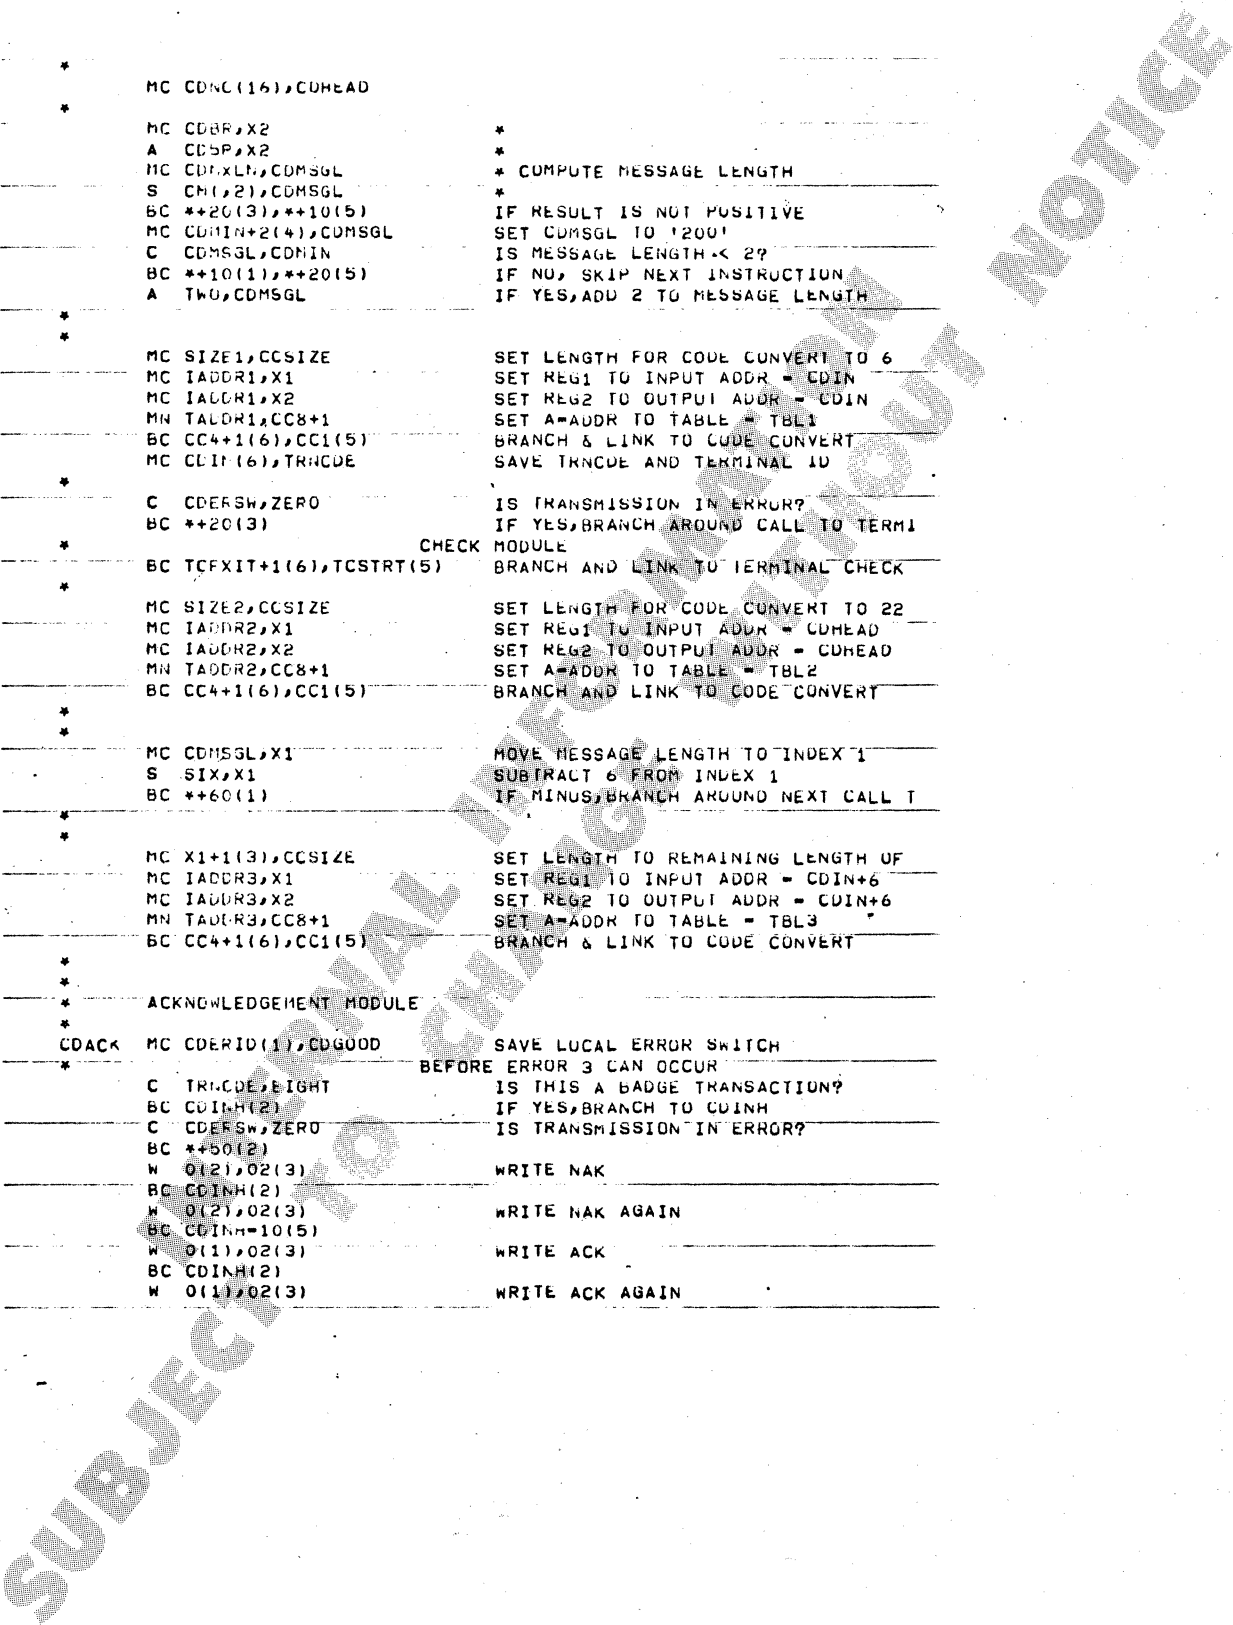 *
MC CDNC(16),CDHEAD
*
MC CDBR,X2 *
A CDSP,X2 *
MC CDMXLN,CDMSGL * COMPUTE MESSAGE LENGTH
S CH(,2),CDMSGL *
BC *+20(3),*+10(5) IF RESULT IS NOT POSITIVE
MC CDMIN+2(4),CDMSGL SET CDMSGL TO '200'
C CDMSGL,CDMIN IS MESSAGE LENGTH < 2?
BC *+10(1),*+20(5) IF NO, SKIP NEXT INSTRUCTION
A TWO,CDMSGL IF YES,ADD 2 TO MESSAGE LENGTH
*
*
MC SIZE1,CCSIZE SET LENGTH FOR CODE CONVERT TO 6
MC IADDR1,X1 SET REG1 TO INPUT ADDR = CDIN
MC IADDR1,X2 SET REG2 TO OUTPUT ADDR = CDIN
MN TADDR1,CC8+1 SET A-ADDR TO TABLE = TBL1
BC CC4+1(6),CC1(5) BRANCH & LINK TO CODE CONVERT
MC CDIN(6),TRNCDE SAVE TRNCDE AND TERMINAL ID
*
C CDERSW,ZERO IS TRANSMISSION IN ERROR?
BC *+20(3) IF YES,BRANCH AROUND CALL TO TERMI
* CHECK MODULE
BC TCEXIT+1(6),TCSTRT(5) BRANCH AND LINK TO TERMINAL CHECK
*
MC SIZE2,CCSIZE SET LENGTH FOR CODE CONVERT TO 22
MC IADDR2,X1 SET REG1 TO INPUT ADDR = CDHEAD
MC IADDR2,X2 SET REG2 TO OUTPUT ADDR = CDHEAD
MN TADDR2,CC8+1 SET A-ADDR TO TABLE = TBL2
BC CC4+1(6),CC1(5) BRANCH AND LINK TO CODE CONVERT
*
*
MC CDMSGL,X1 MOVE MESSAGE LENGTH TO INDEX 1
S SIX,X1 SUBTRACT 6 FROM INDEX 1
BC *+60(1) IF MINUS,BRANCH AROUND NEXT CALL T
*
*
MC X1+1(3),CCSIZE SET LENGTH TO REMAINING LENGTH OF
MC IADDR3,X1 SET REG1 TO INPUT ADDR = CDIN+6
MC IADDR3,X2 SET REG2 TO OUTPUT ADDR = CDIN+6
MN TADDR3,CC8+1 SET A-ADDR TO TABLE = TBL3
BC CC4+1(6),CC1(5) BRANCH & LINK TO CODE CONVERT
*
*
* ACKNOWLEDGEMENT MODULE
*
CDACK MC CDERID(1),CDGOOD SAVE LOCAL ERROR SWITCH
* BEFORE ERROR 3 CAN OCCUR
C TRNCDE,EIGHT IS THIS A BADGE TRANSACTION?
BC CDINH(2) IF YES,BRANCH TO CDINH
C CDERSW,ZERO IS TRANSMISSION IN ERROR?
BC *+50(2)
W 0(2),02(3) WRITE NAK
BC CDINH(2)
W 0(2),02(3) WRITE NAK AGAIN
BC CDINH-10(5)
W 0(1),02(3) WRITE ACK
BC CDINH(2)
W 0(1),02(3) WRITE ACK AGAIN
INTERNAL INFORMATION
SUBJECT TO CHANGE WITHOUT NOTICE